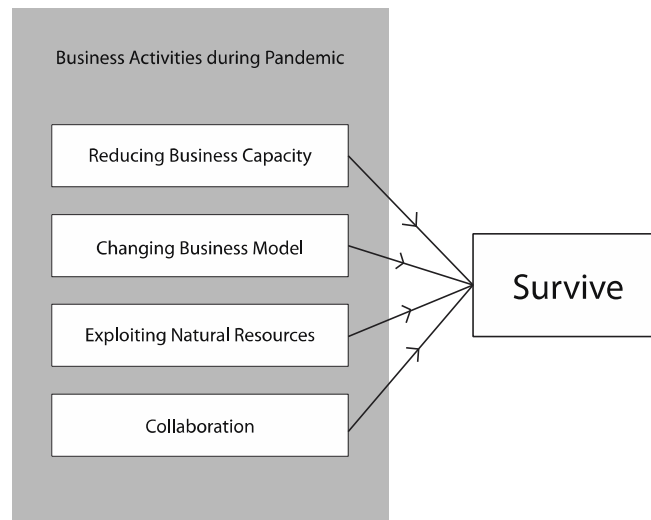 Business Activities during Pandemic
Reducing Business Capacity
Changing Business Model
Survive
Exploiting Natural Resources
Collaboration